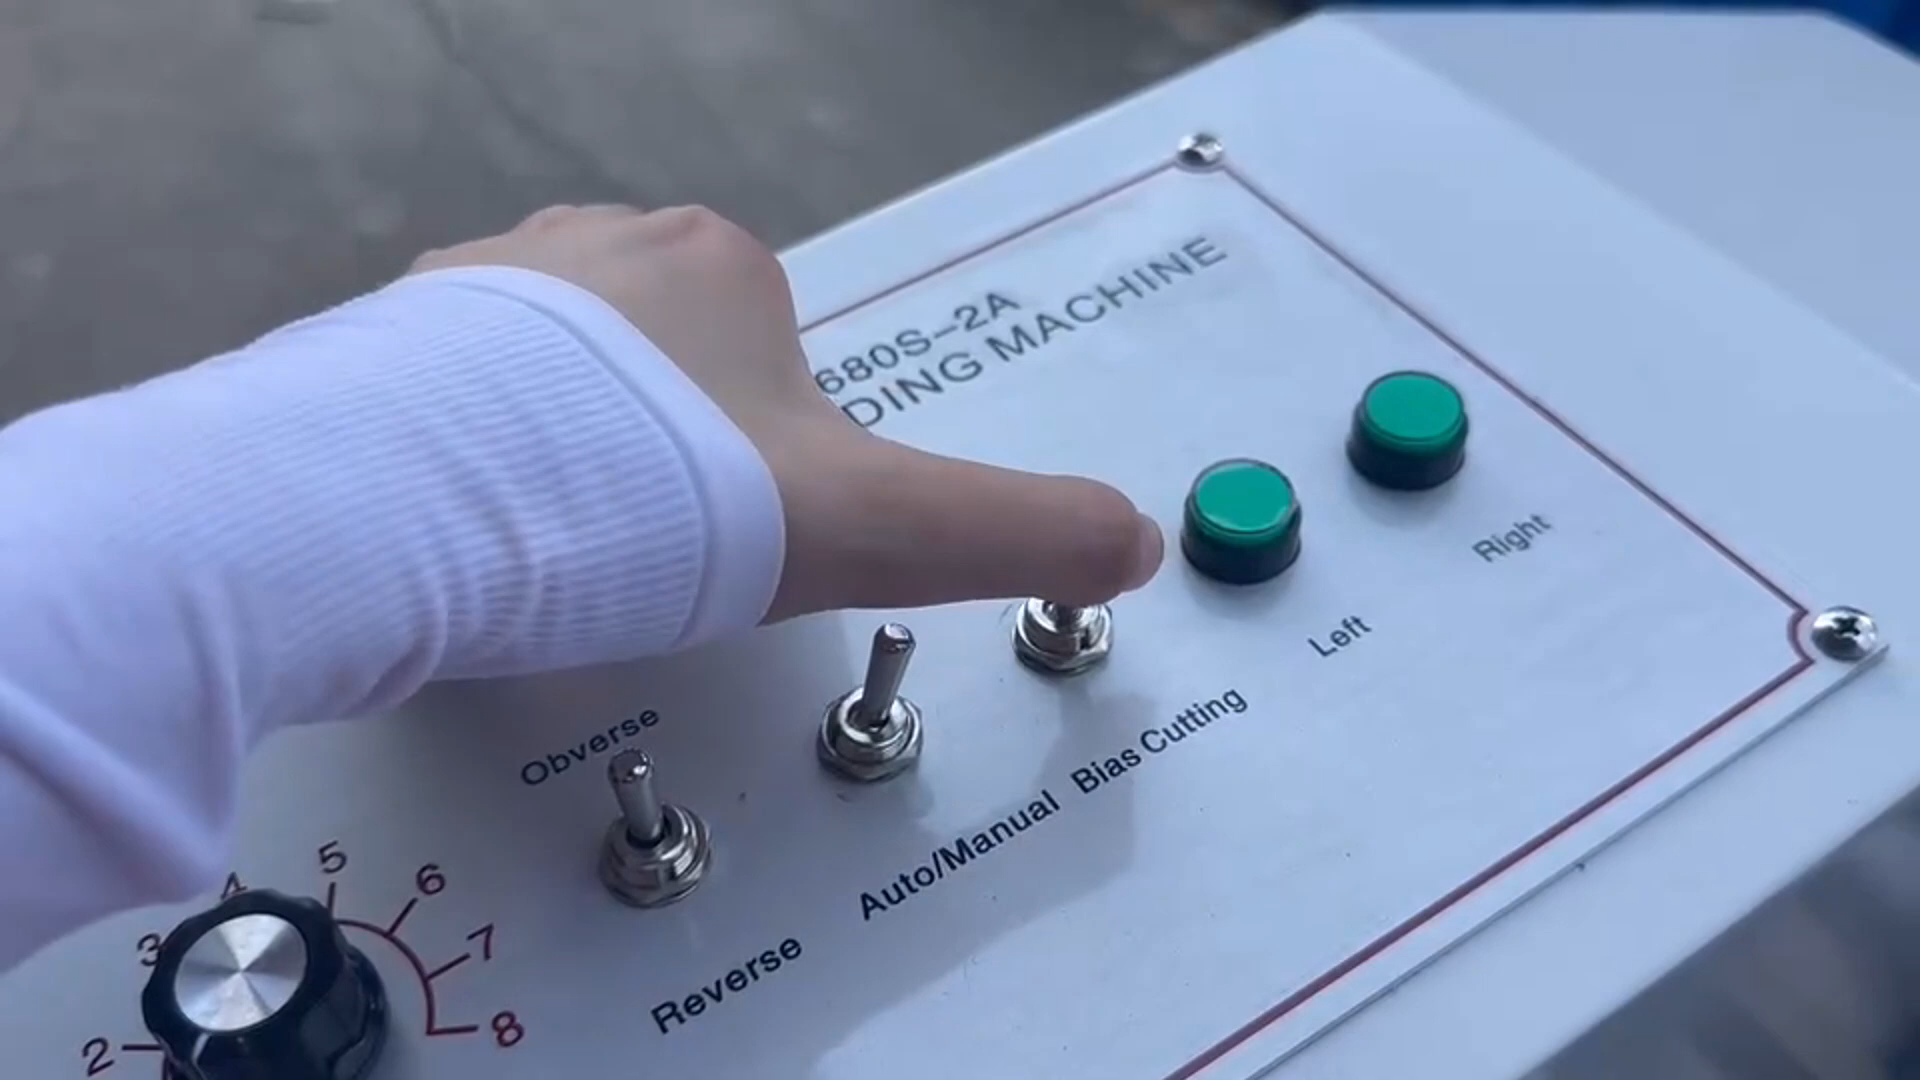 680S-2A
DING MACHINE
Right
Left
Bias Cutting
Obverse
Auto/Manual
Reverse
2
3
4
5
6
7
8